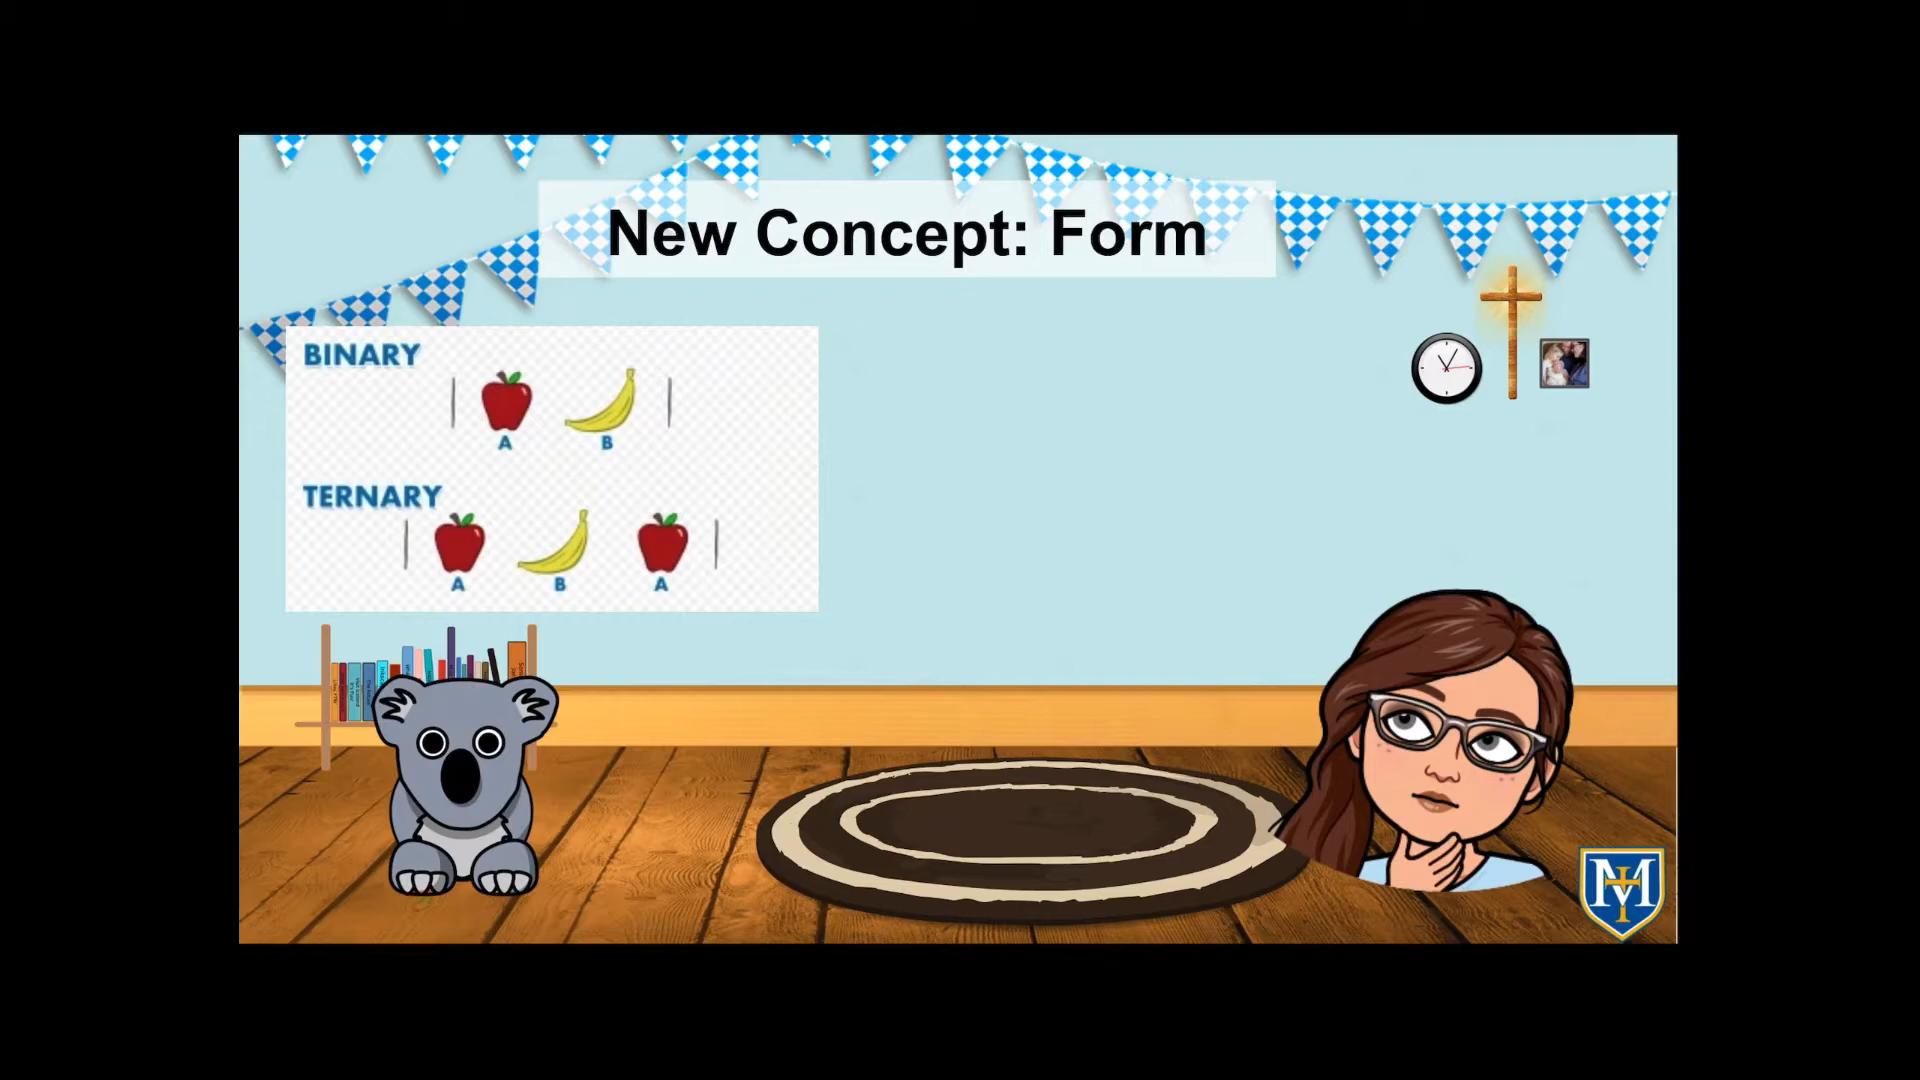 New Concept: Form
BINARY
A B
TERNARY
A B A